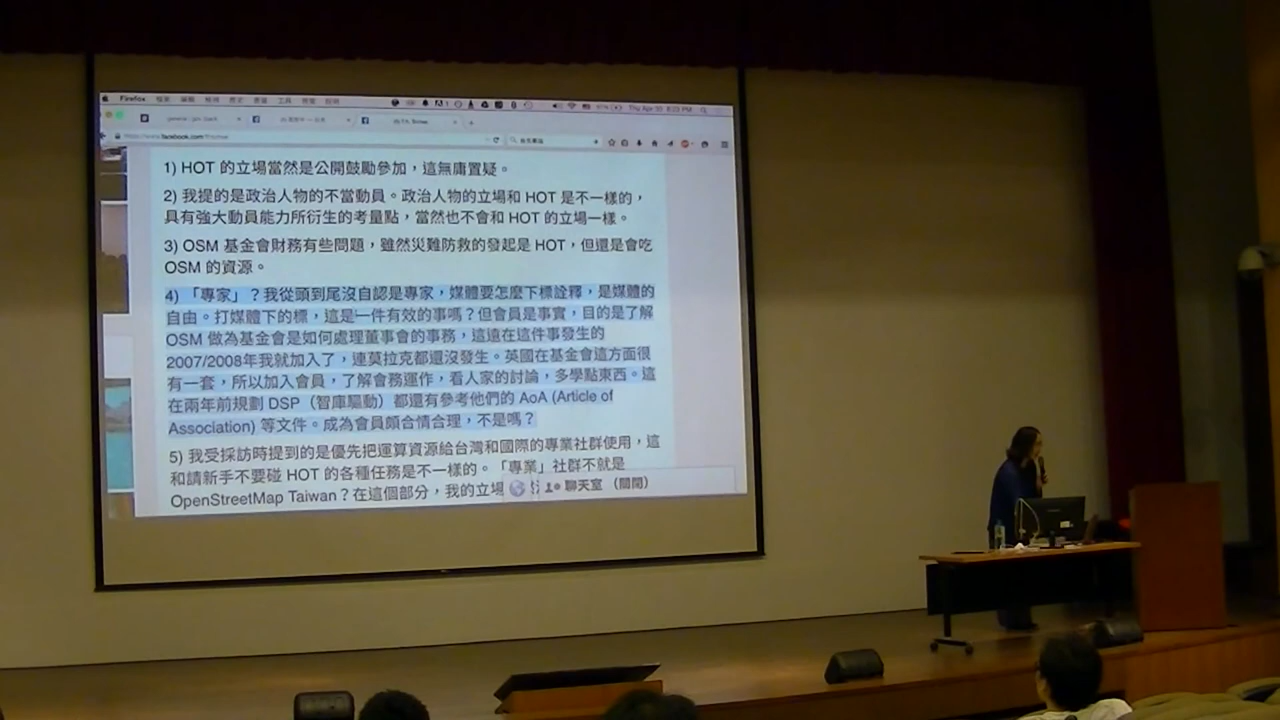 Firefox
Thu Apr 30
facebook.com
1) HOT 的立場當然是公開鼓勵參加，這無庸置疑。
2) 我提的是政治人物的不當動員。政治人物的立場和 HOT 是不一樣的，
具有強大動員能力所衍生的考量點，當然也不會和 HOT 的立場一樣。
3) OSM 基金會財務有些問題，雖然災難防救的發起是 HOT，但還是會吃
OSM 的資源。
4) 「專家」？我從頭到尾沒自認是專家，媒體要怎麼下標詮釋，是媒體的
自由。打媒體下的標，這是一件有效的事嗎？但會員是事實，目的是了解
OSM 做為基金會是如何處理董事會的事務，這遠在這件事發生的
2007/2008年我就加入了，連莫拉克都還沒發生。英國在基金會這方面很
有一套，所以加入會員，了解會務運作，看人家的討論，多學點東西。這
在兩年前規劃 DSP（智庫驅動）都還有參考他們的 AoA (Article of
Association) 等文件。成為會員頗合情合理，不是嗎？
5) 我受採訪時提到的是優先把運算資源給台灣和國際的專業社群使用，這
和請新手不要碰 HOT 的各種任務是不一樣的。「專業」社群不就是
OpenStreetMap Taiwan？在這個部分，我的立場
聊天室（關閉）